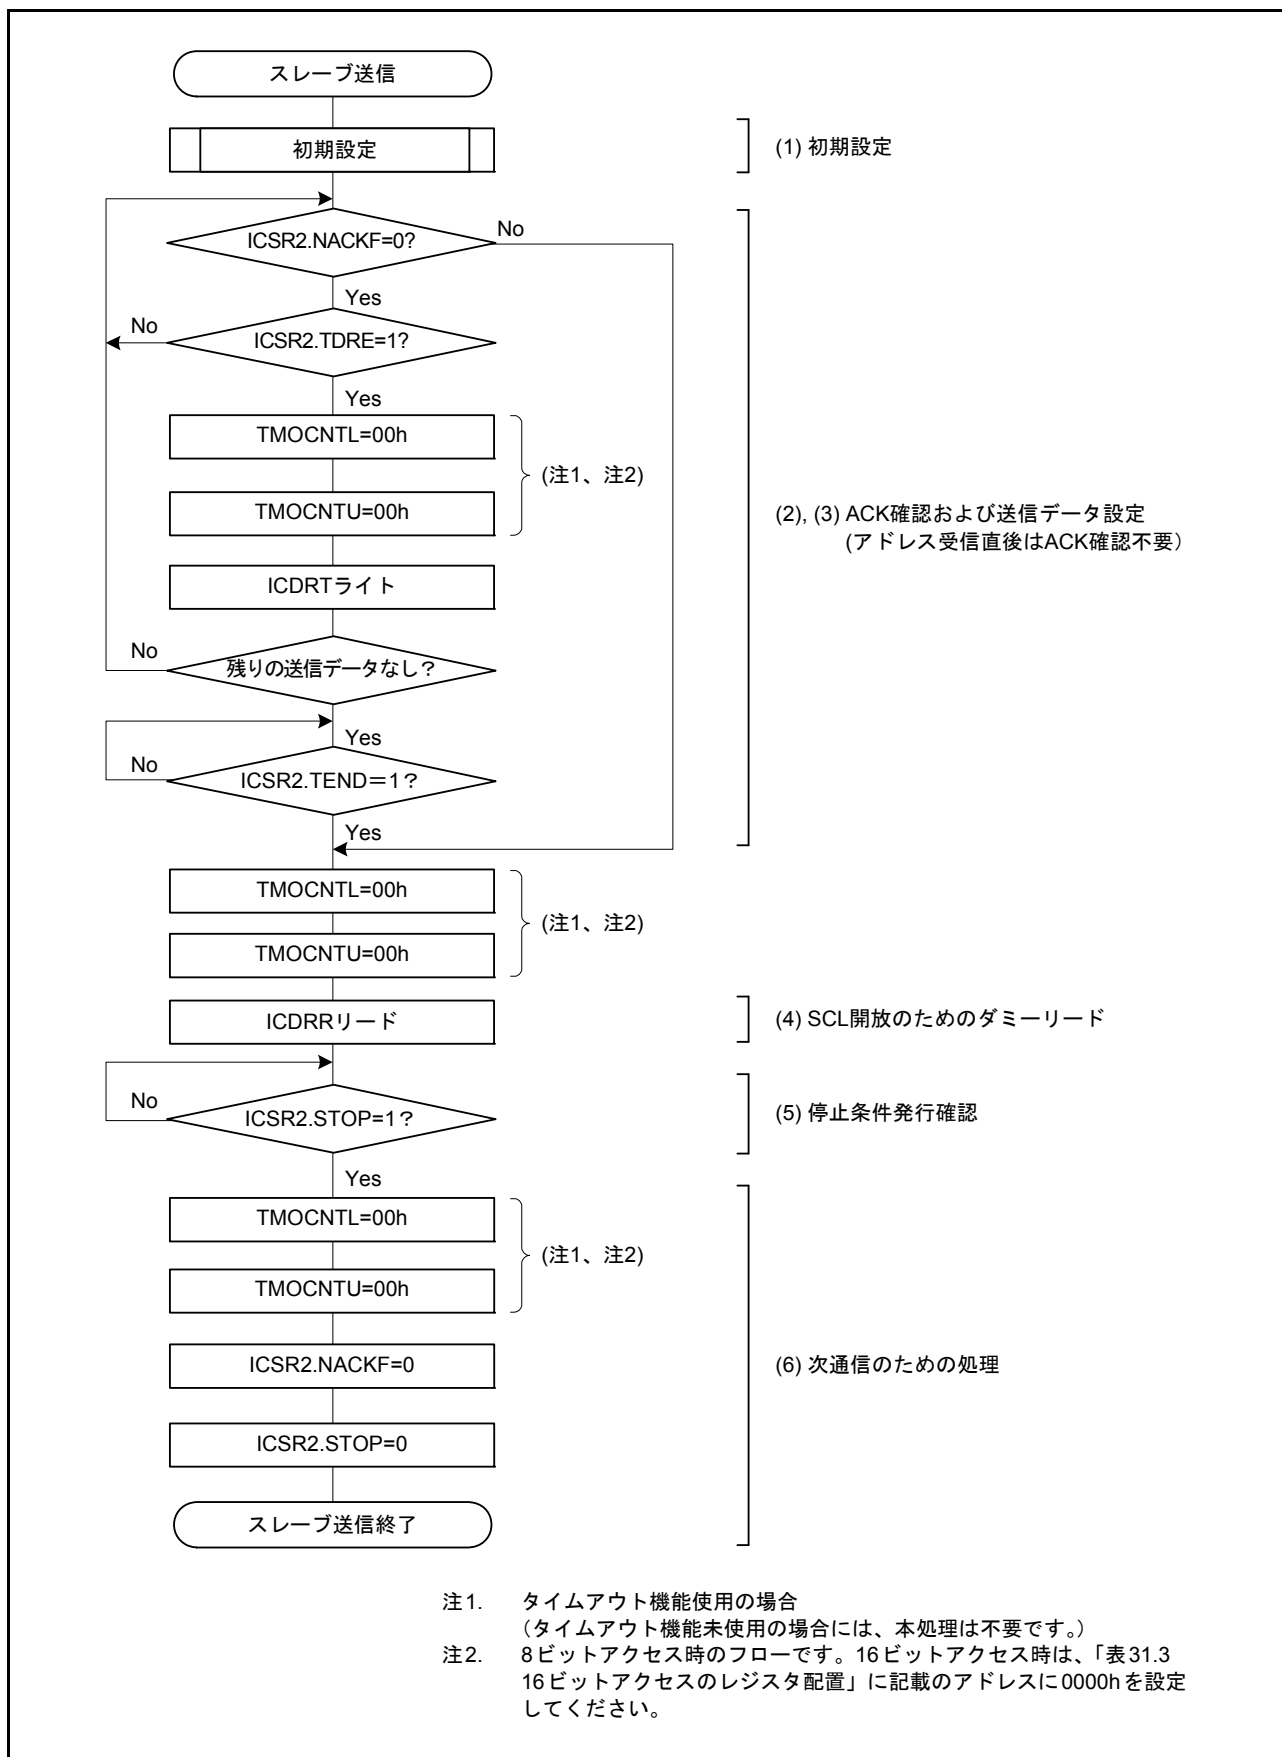 スレーブ送信
初期設定
(1) 初期設定
ICSR2.NACKF=0?
No
Yes
No
ICSR2.TDRE=1?
Yes
TMOCNTL=00h
(注1、注2)
TMOCNTU=00h
(2), (3) ACK確認および送信データ設定
(アドレス受信直後はACK確認不要）
ICDRTライト
No
残りの送信データなし？
Yes
No
ICSR2.TEND＝1？
Yes
TMOCNTL=00h
(注1、注2)
TMOCNTU=00h
ICDRRリード
(4) SCL開放のためのダミーリード
No
ICSR2.STOP=1？
(5) 停止条件発行確認
Yes
TMOCNTL=00h
(注1、注2)
TMOCNTU=00h
ICSR2.NACKF=0
(6) 次通信のための処理
ICSR2.STOP=0
スレーブ送信終了
注1. タイムアウト機能使用の場合
（タイムアウト機能未使用の場合には、本処理は不要です。）
注2. 8ビットアクセス時のフローです。16ビットアクセス時は、「表31.3
16ビットアクセスのレジスタ配置」に記載のアドレスに0000hを設定
してください。